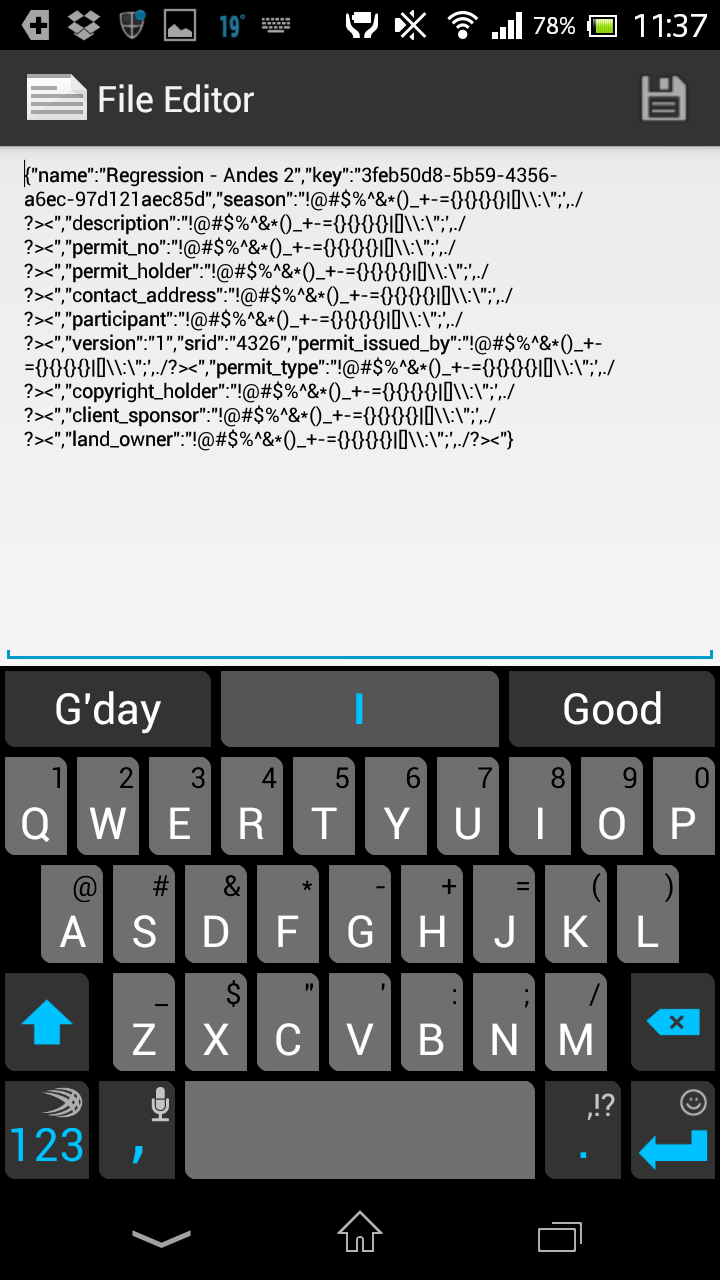 19° 78% 11:37
File Editor
{"name":"Regression - Andes 2","key":"3feb50d8-5b59-4356-
a6ec-97d121aec85d","season":"!@#$%^&*()_+-={}{}{}{}|[]\\:\";',./
?><","description":"!@#$%^&*()_+-={}{}{}{}|[]\\:\";',./
?><","permit_no":"!@#$%^&*()_+-={}{}{}{}|[]\\:\";',./
?><","permit_holder":"!@#$%^&*()_+-={}{}{}{}|[]\\:\";',./
?><","contact_address":"!@#$%^&*()_+-={}{}{}{}|[]\\:\";',./
?><","participant":"!@#$%^&*()_+-={}{}{}{}|[]\\:\";',./
?><","version":"1","srid":"4326","permit_issued_by":"!@#$%^&*()_+-
={}{}{}{}|[]\\:\";',./?><","permit_type":"!@#$%^&*()_+-={}{}{}{}|[]\\:\";',./
?><","copyright_holder":"!@#$%^&*()_+-={}{}{}{}|[]\\:\";',./
?><","client_sponsor":"!@#$%^&*()_+-={}{}{}{}|[]\\:\";',./
?><","land_owner":"!@#$%^&*()_+-={}{}{}{}|[]\\:\";',./?><"}
G'day I Good
1 2 3 4 5 6 7 8 9 0
Q W E R T Y U I O P
@ # & * - + = ( )
A S D F G H J K L
_ $ " ' : ; /
Z X C V B N M
,!?
123 , .